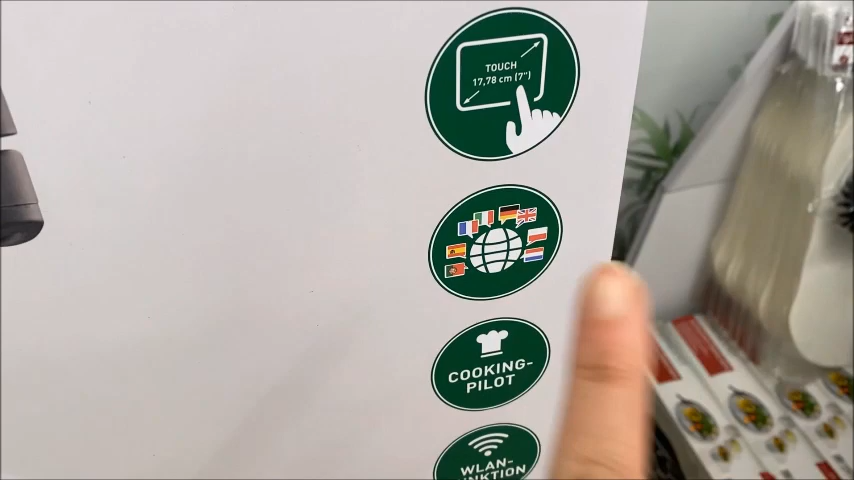 TOUCH
17,78 cm (7")
COOKING-
PILOT
WLAN-